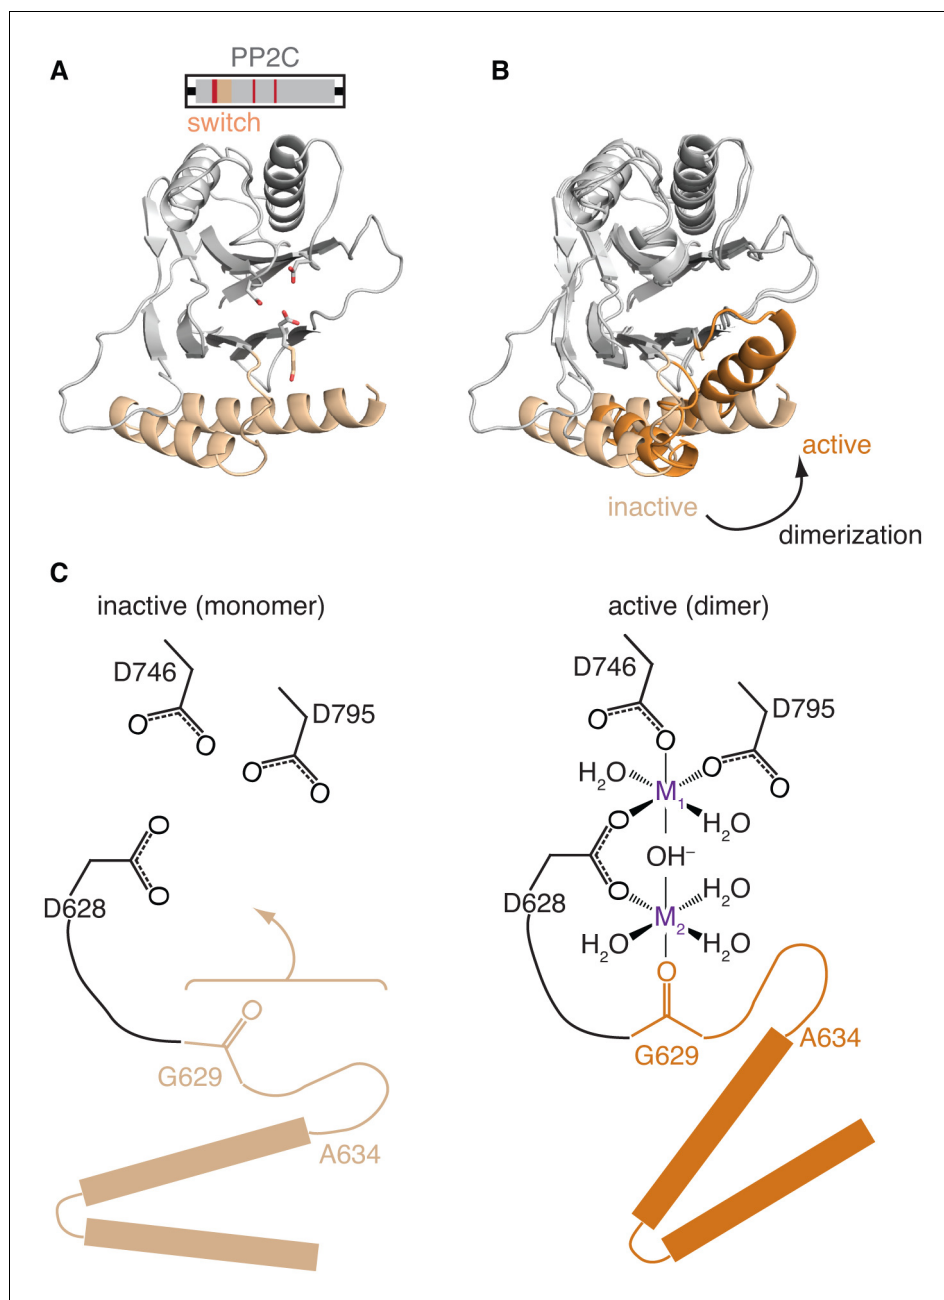 A
PP2C
switch
B
active
inactive
dimerization
C
inactive (monomer)
D746
D795
O
O
O
O
O
O
D628
O
G629
A634
active (dimer)
D746
D795
O
O
O
O
H₂O
M₁
H₂O
O
OH⁻
O
D628
H₂O
M₂
H₂O
H₂O
O
G629
A634